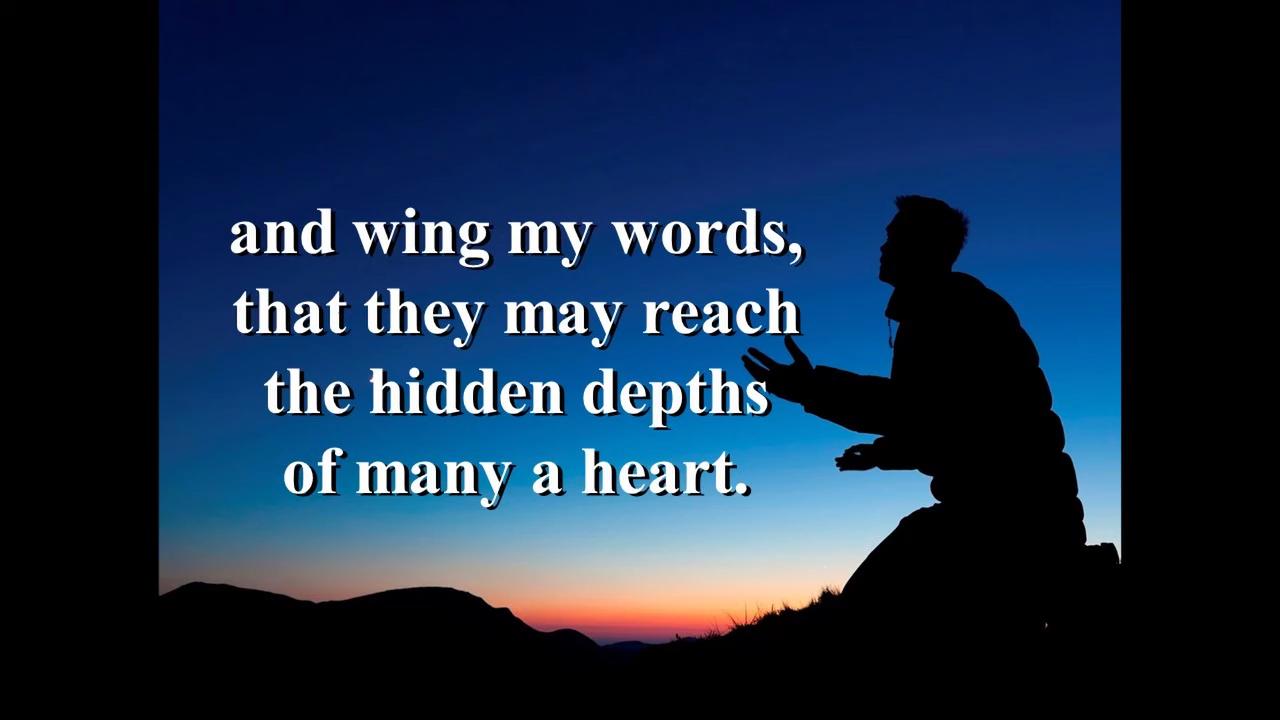 and wing my words,
that they may reach
the hidden depths
of many a heart.